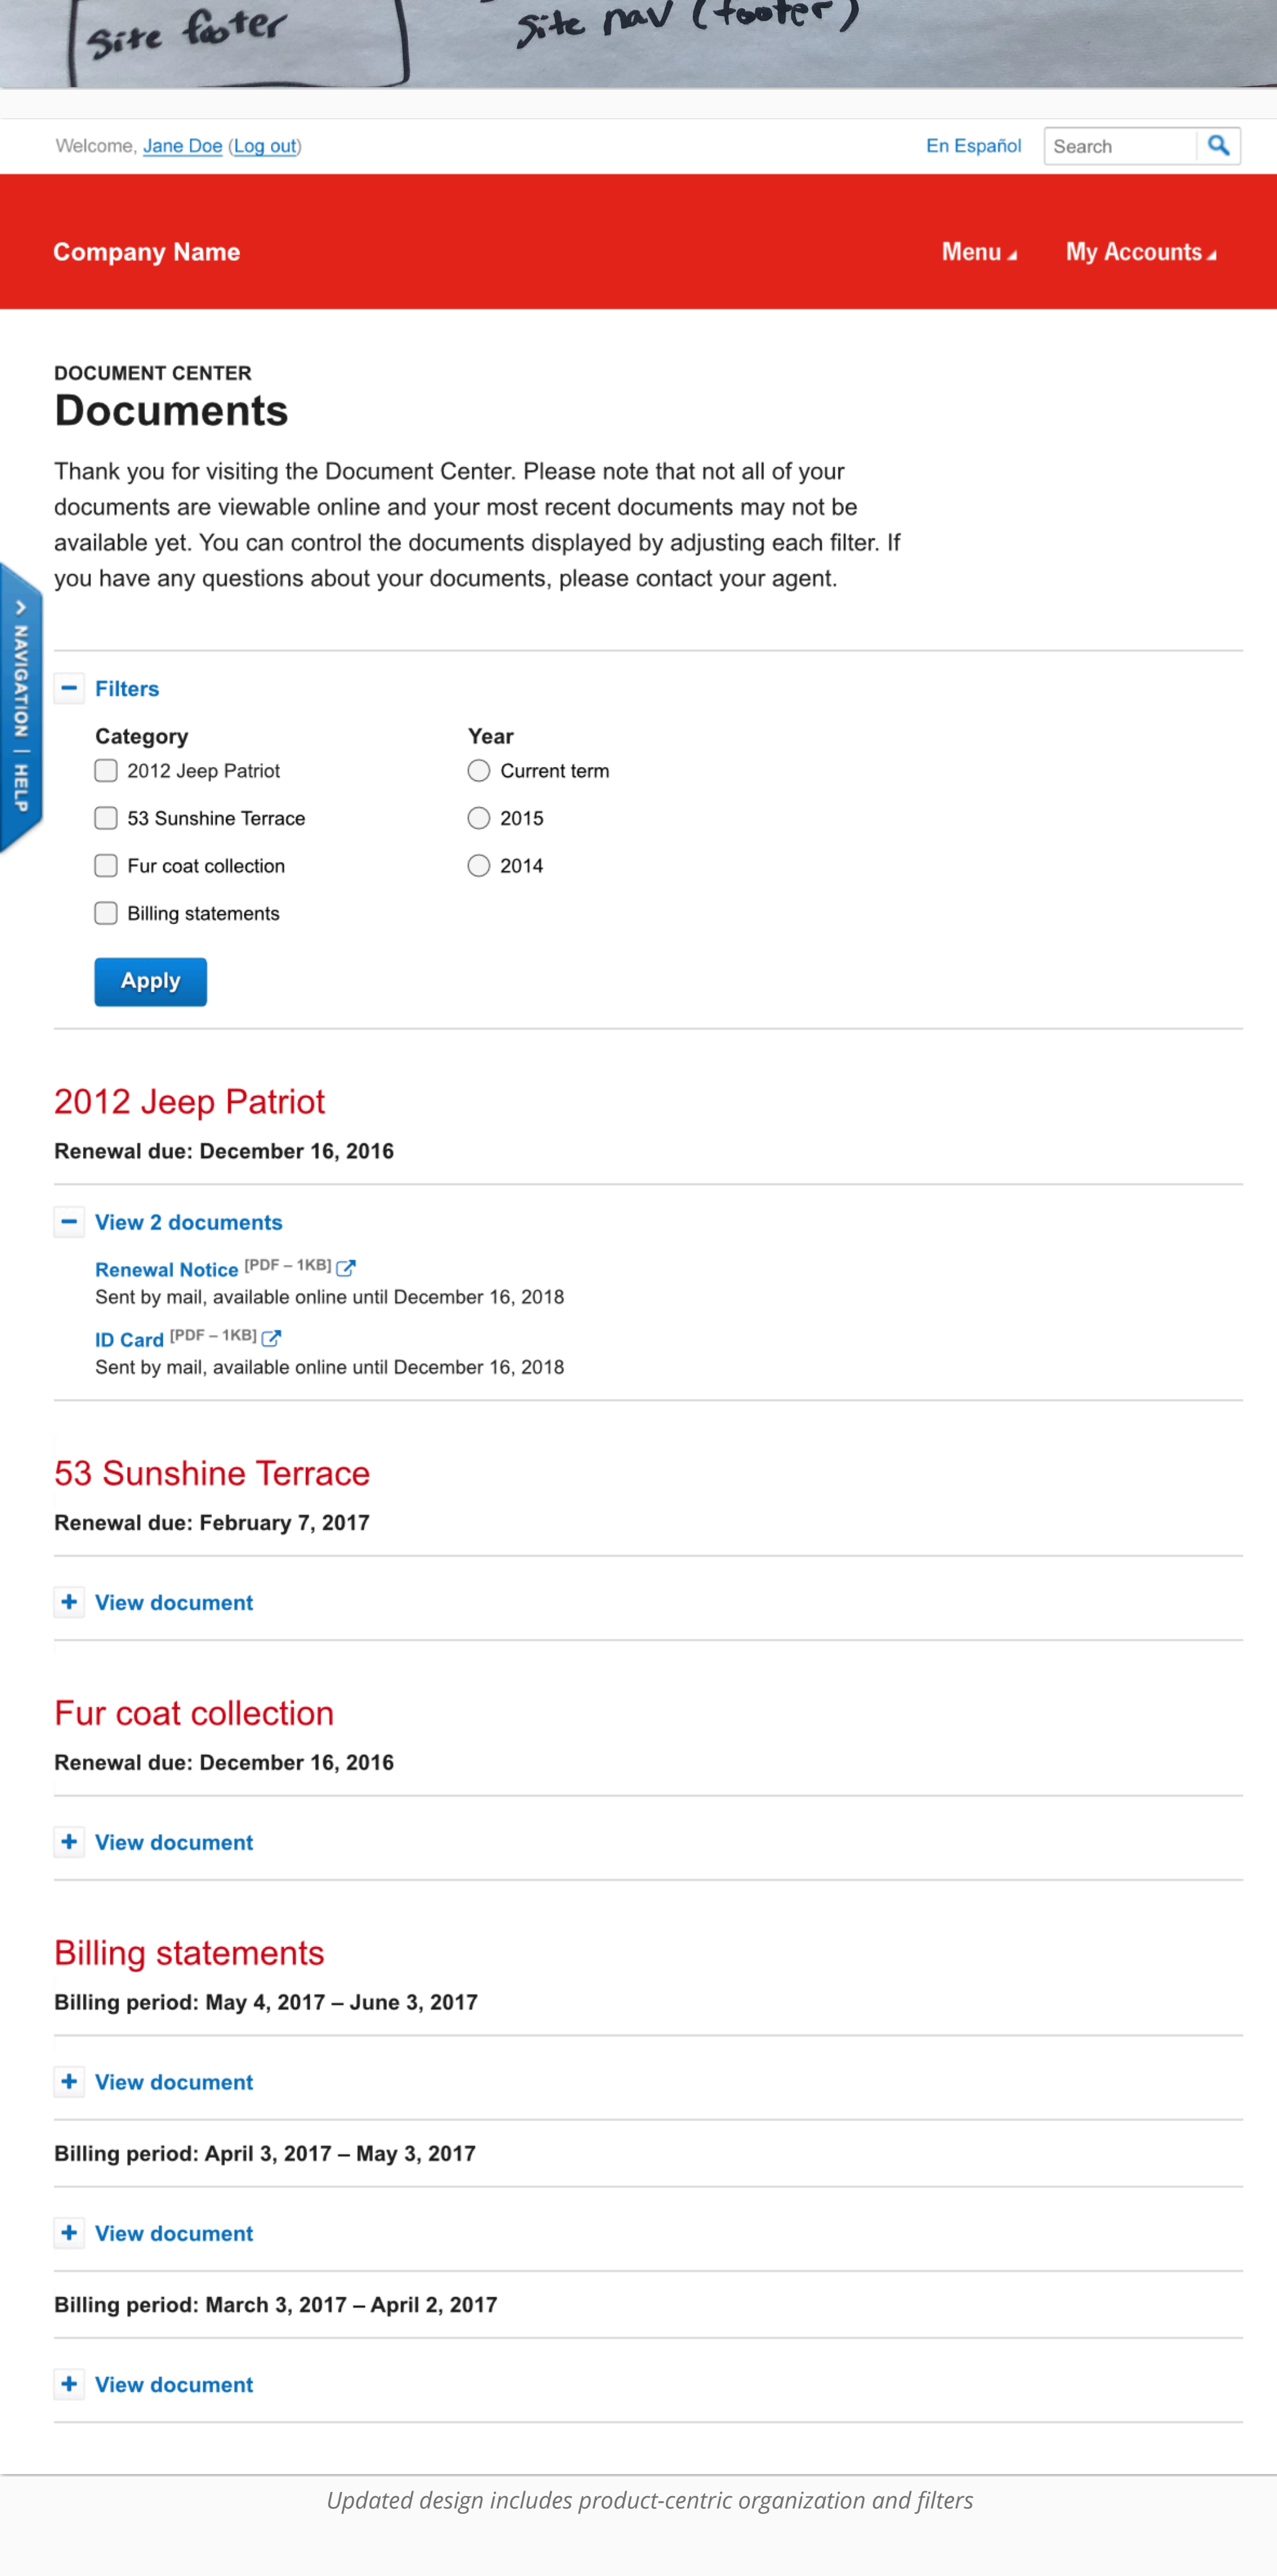 Site footer
Site nav (footer)
Welcome, Jane Doe (Log out)
En Español
Search
Company Name
Menu
My Accounts
DOCUMENT CENTER
Documents
Thank you for visiting the Document Center. Please note that not all of your
documents are viewable online and your most recent documents may not be
available yet. You can control the documents displayed by adjusting each filter. If
you have any questions about your documents, please contact your agent.
NAVIGATION | HELP
Filters
Category
2012 Jeep Patriot
53 Sunshine Terrace
Fur coat collection
Billing statements
Year
Current term
2015
2014
Apply
2012 Jeep Patriot
Renewal due: December 16, 2016
View 2 documents
Renewal Notice [PDF – 1KB]
Sent by mail, available online until December 16, 2018
ID Card [PDF – 1KB]
Sent by mail, available online until December 16, 2018
53 Sunshine Terrace
Renewal due: February 7, 2017
View document
Fur coat collection
Renewal due: December 16, 2016
View document
Billing statements
Billing period: May 4, 2017 – June 3, 2017
View document
Billing period: April 3, 2017 – May 3, 2017
View document
Billing period: March 3, 2017 – April 2, 2017
View document
Updated design includes product-centric organization and filters